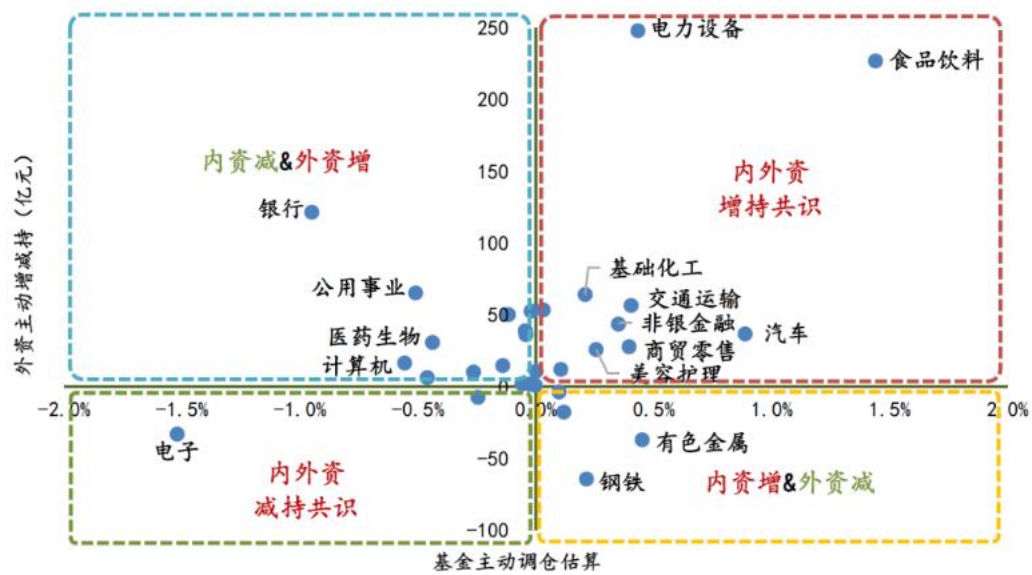 250
200
150
100
50
0
-50
-100
-2.0%
-1.5%
-1.0%
-0.5%
0.0%
0.5%
1.0%
1.5%
2.0%
外资主动增减持（亿元）
基金主动调仓估算
内资减&外资增
银行
公用事业
医药生物
计算机
电力设备
食品饮料
内外资
增持共识
基础化工
交通运输
非银金融
汽车
商贸零售
美容护理
电子
内外资
减持共识
有色金属
钢铁
内资增&外资减